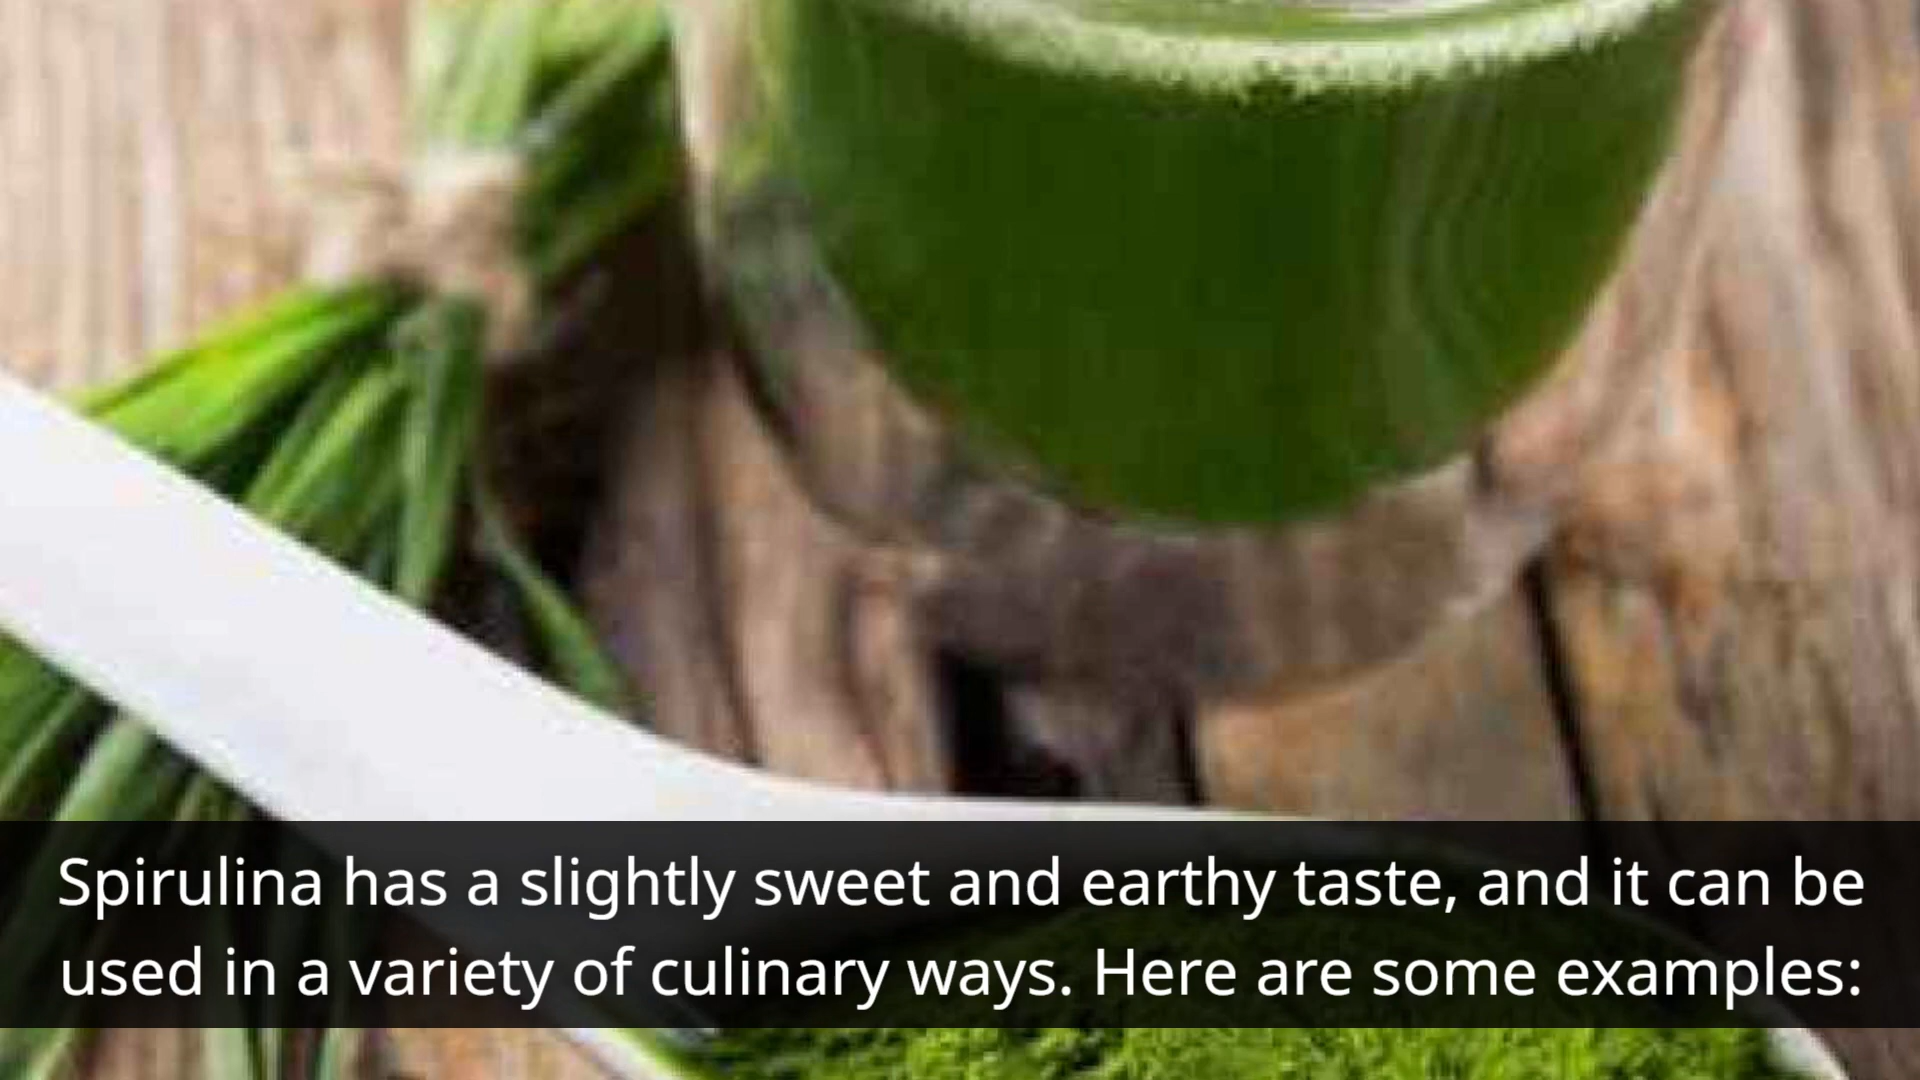 Spirulina has a slightly sweet and earthy taste, and it can be
used in a variety of culinary ways. Here are some examples: